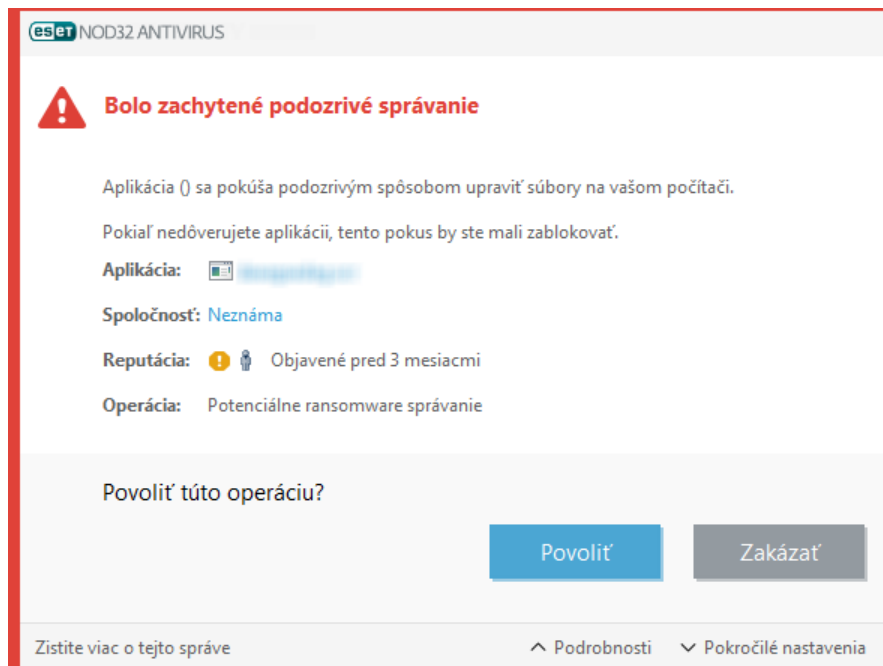 eseT NOD32 ANTIVIRUS
Bolo zachytené podozrivé správanie
Aplikácia () sa pokúša podozrivým spôsobom upraviť súbory na vašom počítači.
Pokiaľ nedôverujete aplikácii, tento pokus by ste mali zablokovať.
Aplikácia:
Spoločnosť: Neznáma
Reputácia: Objavené pred 3 mesiacmi
Operácia: Potenciálne ransomware správanie
Povoliť túto operáciu?
Povoliť Zakázať
Zistite viac o tejto správe Podrobnosti Pokročilé nastavenia